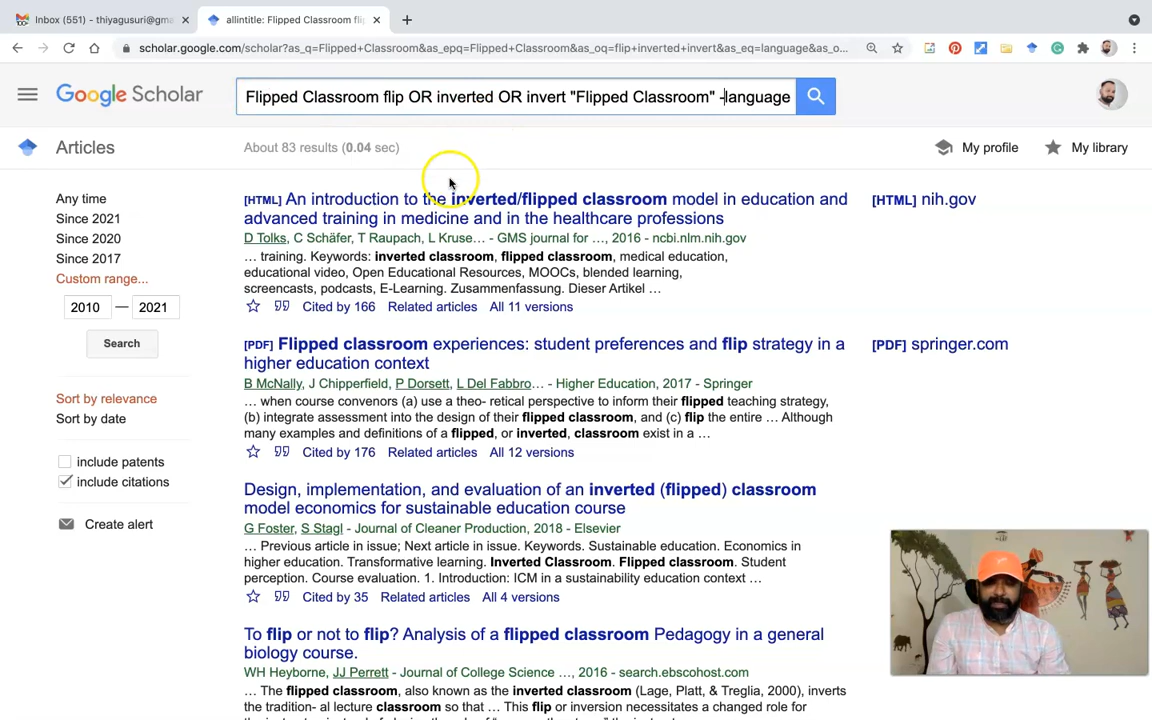 Inbox (551) - thiyagusuri@gma
allintitle: Flipped Classroom flip
scholar.google.com/scholar?as_q=Flipped+Classroom&as_epq=Flipped+Classroom&as_oq=flip+inverted+invert&as_eq=language&as_o...
Google Scholar
Flipped Classroom flip OR inverted OR invert "Flipped Classroom" -language
Articles
About 83 results (0.04 sec)
My profile
My library
Any time
Since 2021
Since 2020
Since 2017
Custom range...
2010 — 2021
Search
Sort by relevance
Sort by date
include patents
include citations
Create alert
[HTML] An introduction to the inverted/flipped classroom model in education and
advanced training in medicine and in the healthcare professions
D Tolks, C Schäfer, T Raupach, L Kruse… - GMS journal for …, 2016 - ncbi.nlm.nih.gov
… training. Keywords: inverted classroom, flipped classroom, medical education,
educational video, Open Educational Resources, MOOCs, blended learning,
screencasts, podcasts, E-Learning. Zusammenfassung. Dieser Artikel …
Cited by 166 Related articles All 11 versions
[HTML] nih.gov
[PDF] Flipped classroom experiences: student preferences and flip strategy in a
higher education context
B McNally, J Chipperfield, P Dorsett, L Del Fabbro… - Higher Education, 2017 - Springer
… when course convenors (a) use a theo- retical perspective to inform their flipped teaching strategy,
(b) integrate assessment into the design of their flipped classroom, and (c) flip the entire … Although
many examples and definitions of a flipped, or inverted, classroom exist in a …
Cited by 176 Related articles All 12 versions
[PDF] springer.com
Design, implementation, and evaluation of an inverted (flipped) classroom
model economics for sustainable education course
G Foster, S Stagl - Journal of Cleaner Production, 2018 - Elsevier
… Previous article in issue; Next article in issue. Keywords. Sustainable education. Economics in
higher education. Transformative learning. Inverted Classroom. Flipped classroom. Student
perception. Course evaluation. 1. Introduction: ICM in a sustainability education context …
Cited by 35 Related articles All 4 versions
To flip or not to flip? Analysis of a flipped classroom Pedagogy in a general
biology course.
WH Heyborne, JJ Perrett - Journal of College Science …, 2016 - search.ebscohost.com
… The flipped classroom, also known as the inverted classroom (Lage, Platt, & Treglia, 2000), inverts
the tradition- al lecture classroom so that … This flip or inversion necessitates a number of